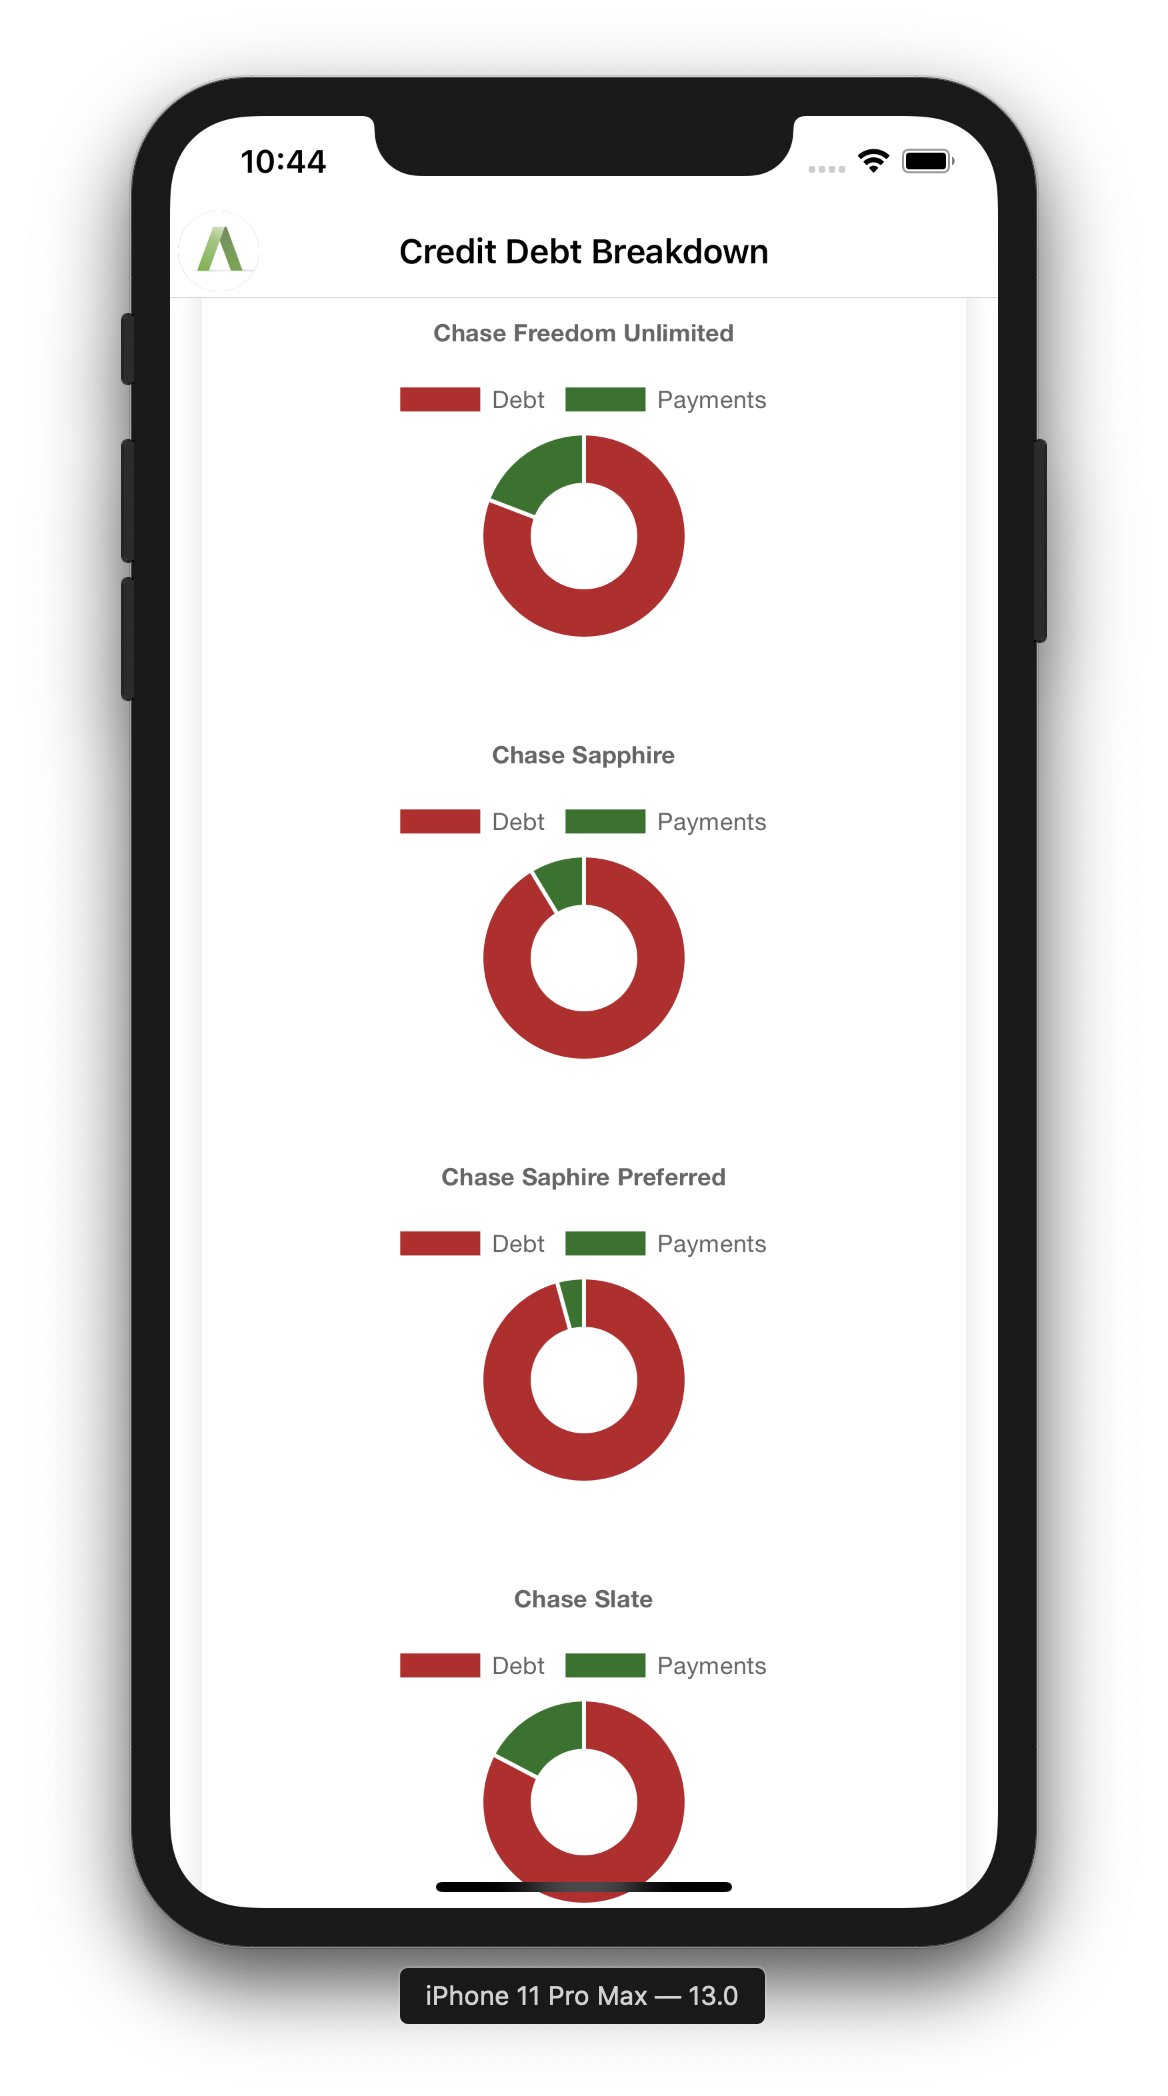 10:44
Credit Debt Breakdown
Chase Freedom Unlimited
Debt Payments
Chase Sapphire
Debt Payments
Chase Saphire Preferred
Debt Payments
Chase Slate
Debt Payments
iPhone 11 Pro Max — 13.0